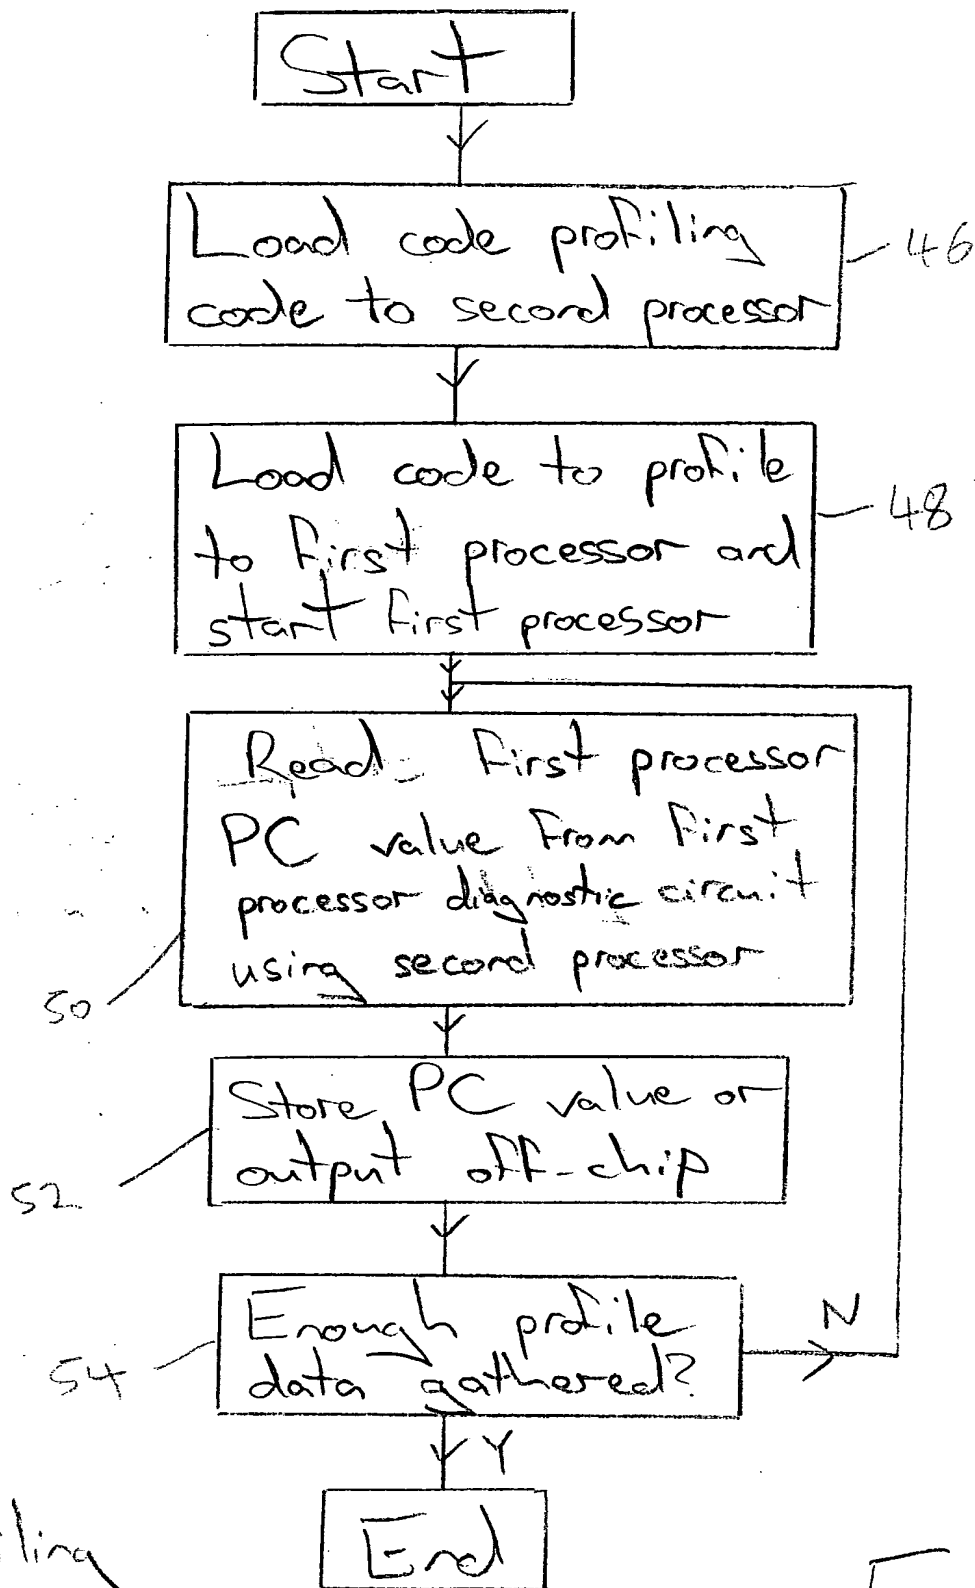 Start
Load code profiling
code to second processor
46
Load code to profile
to first processor and
start first processor
48
Read first processor
PC value from first
processor diagnostic circuit
using second processor
50
Store PC value or
output off-chip
52
Enough profile
data gathered?
54
N
Y
End